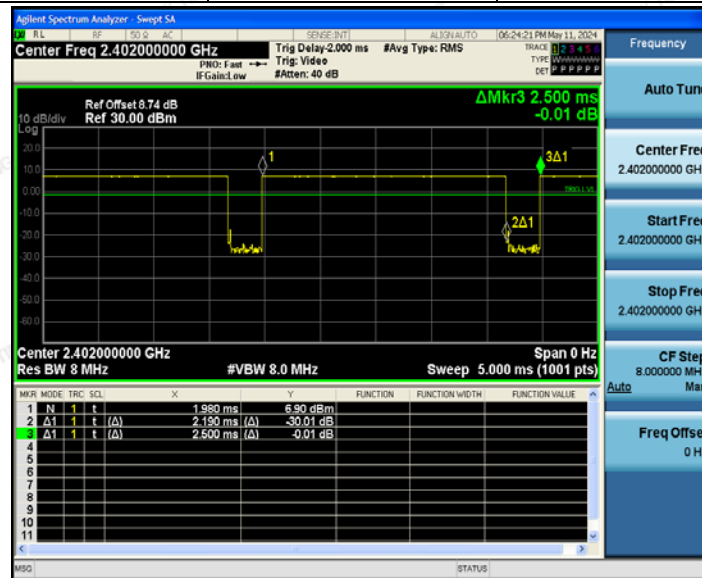 Agilent Spectrum Analyzer - Swept SA
RL RF 50 Ω AC SENSE:INT ALIGN AUTO 06:24:21 PM May 11, 2024
Center Freq 2.402000000 GHz
PNO: Fast
IFGain:Low
Trig Delay-2.000 ms
Trig: Video
#Atten: 40 dB
#Avg Type: RMS
TRACE 1 2 3 4 5 6
TYPE WWWWWW
DET P P P P P P
Frequency
Auto Tun
Center Fre
2.402000000 GH
Start Fre
2.402000000 GH
Stop Fre
2.402000000 GH
CF Step
8.000000 MH
Auto Ma
Freq Offse
0 H
ΔMkr3 2.500 ms
-0.01 dB
Ref Offset 8.74 dB
10 dB/div Ref 30.00 dBm
Log
20.0
10.0
0.00
-10.0
-20.0
-30.0
-40.0
-50.0
-60.0
1
3Δ1
TRIG LVL
2Δ1
Center 2.402000000 GHz Span 0 Hz
Res BW 8 MHz #VBW 8.0 MHz Sweep 5.000 ms (1001 pts)
MKR MODE TRC SCL X Y FUNCTION FUNCTION WIDTH FUNCTION VALUE
1 N 1 t 1.980 ms 6.90 dBm
2 Δ1 1 t (Δ) 2.190 ms (Δ) -30.01 dB
3 Δ1 1 t (Δ) 2.500 ms (Δ) -0.01 dB
4
5
6
7
8
9
10
11
MSG STATUS